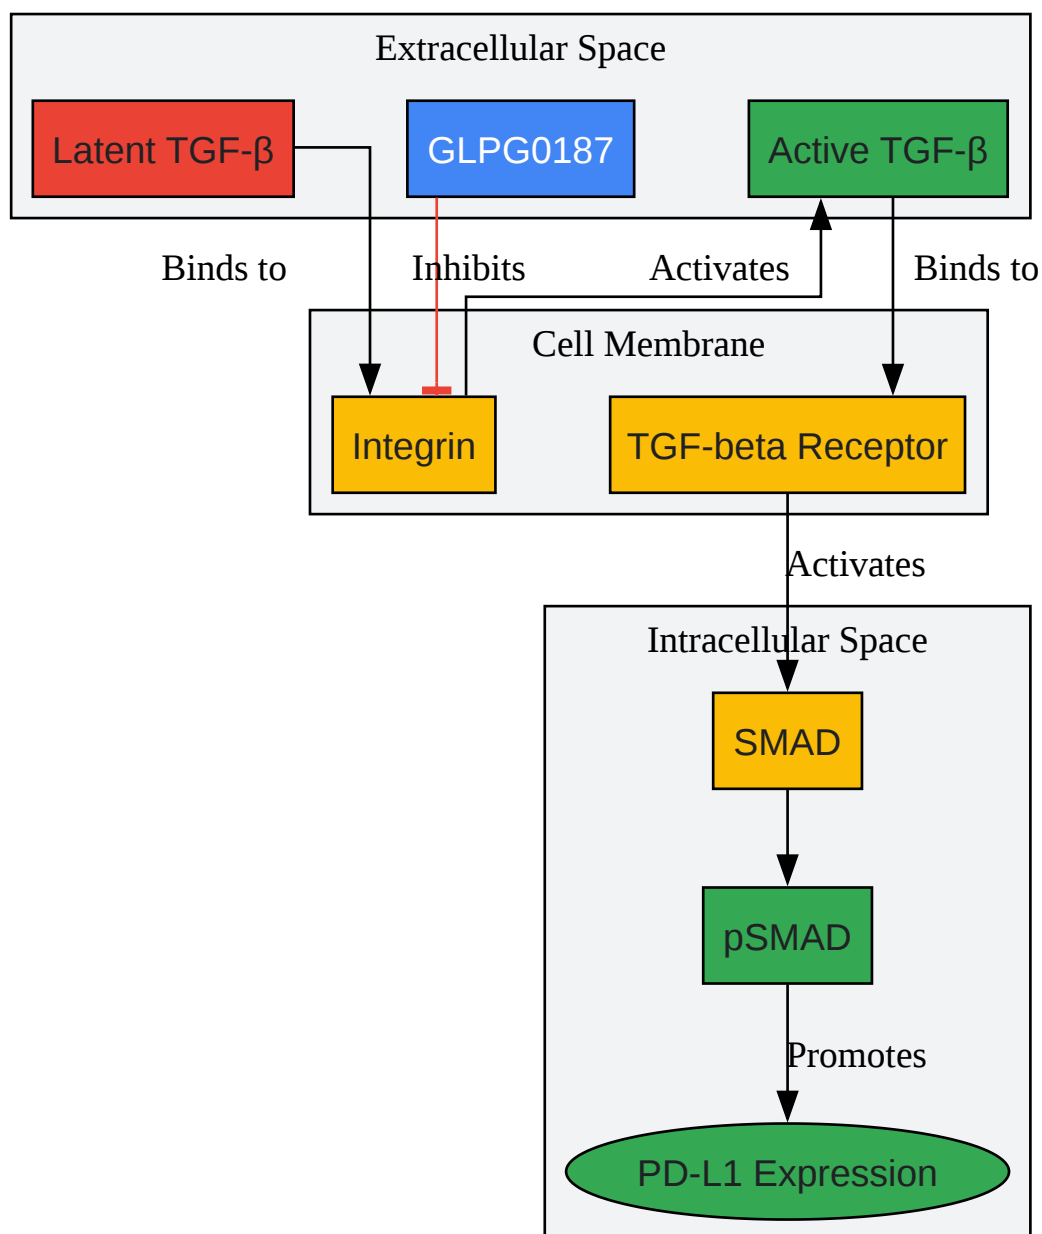 Extracellular Space
Latent TGF-β
GLPG0187
Active TGF-β
Binds to
Inhibits
Activates
Binds to
Cell Membrane
Integrin
TGF-beta Receptor
Activates
Intracellular Space
SMAD
pSMAD
Promotes
PD-L1 Expression